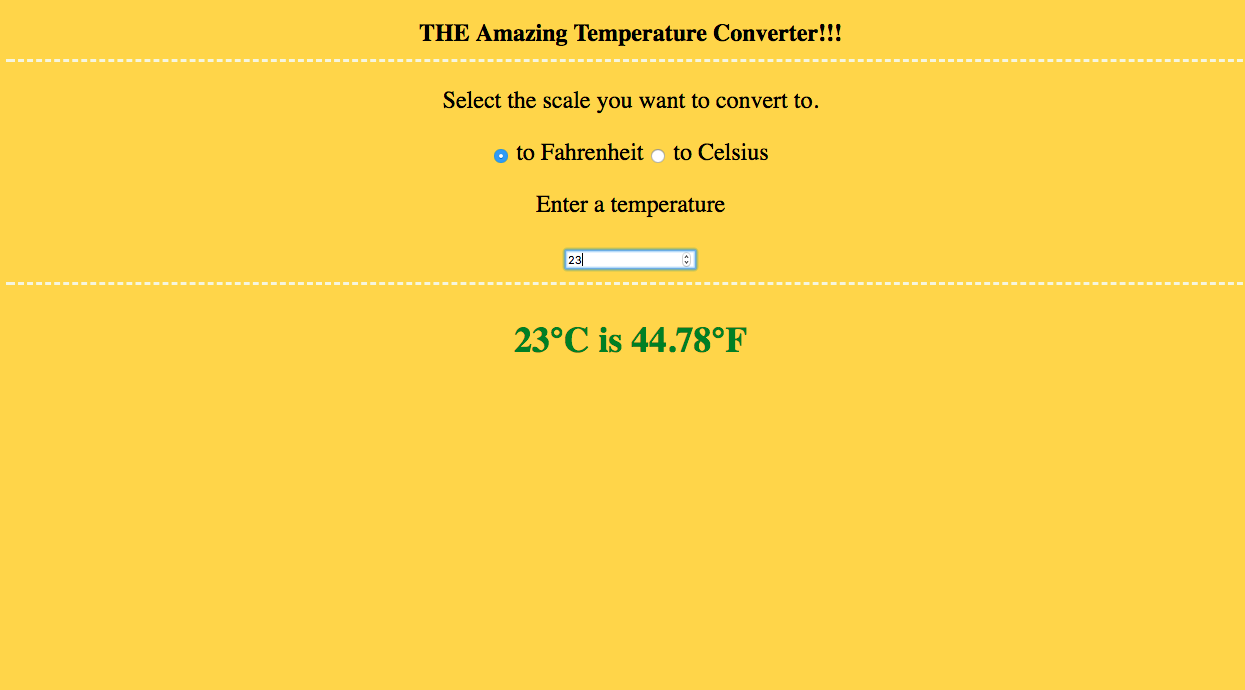 THE Amazing Temperature Converter!!!
Select the scale you want to convert to.
to Fahrenheit to Celsius
Enter a temperature
23
23°C is 44.78°F